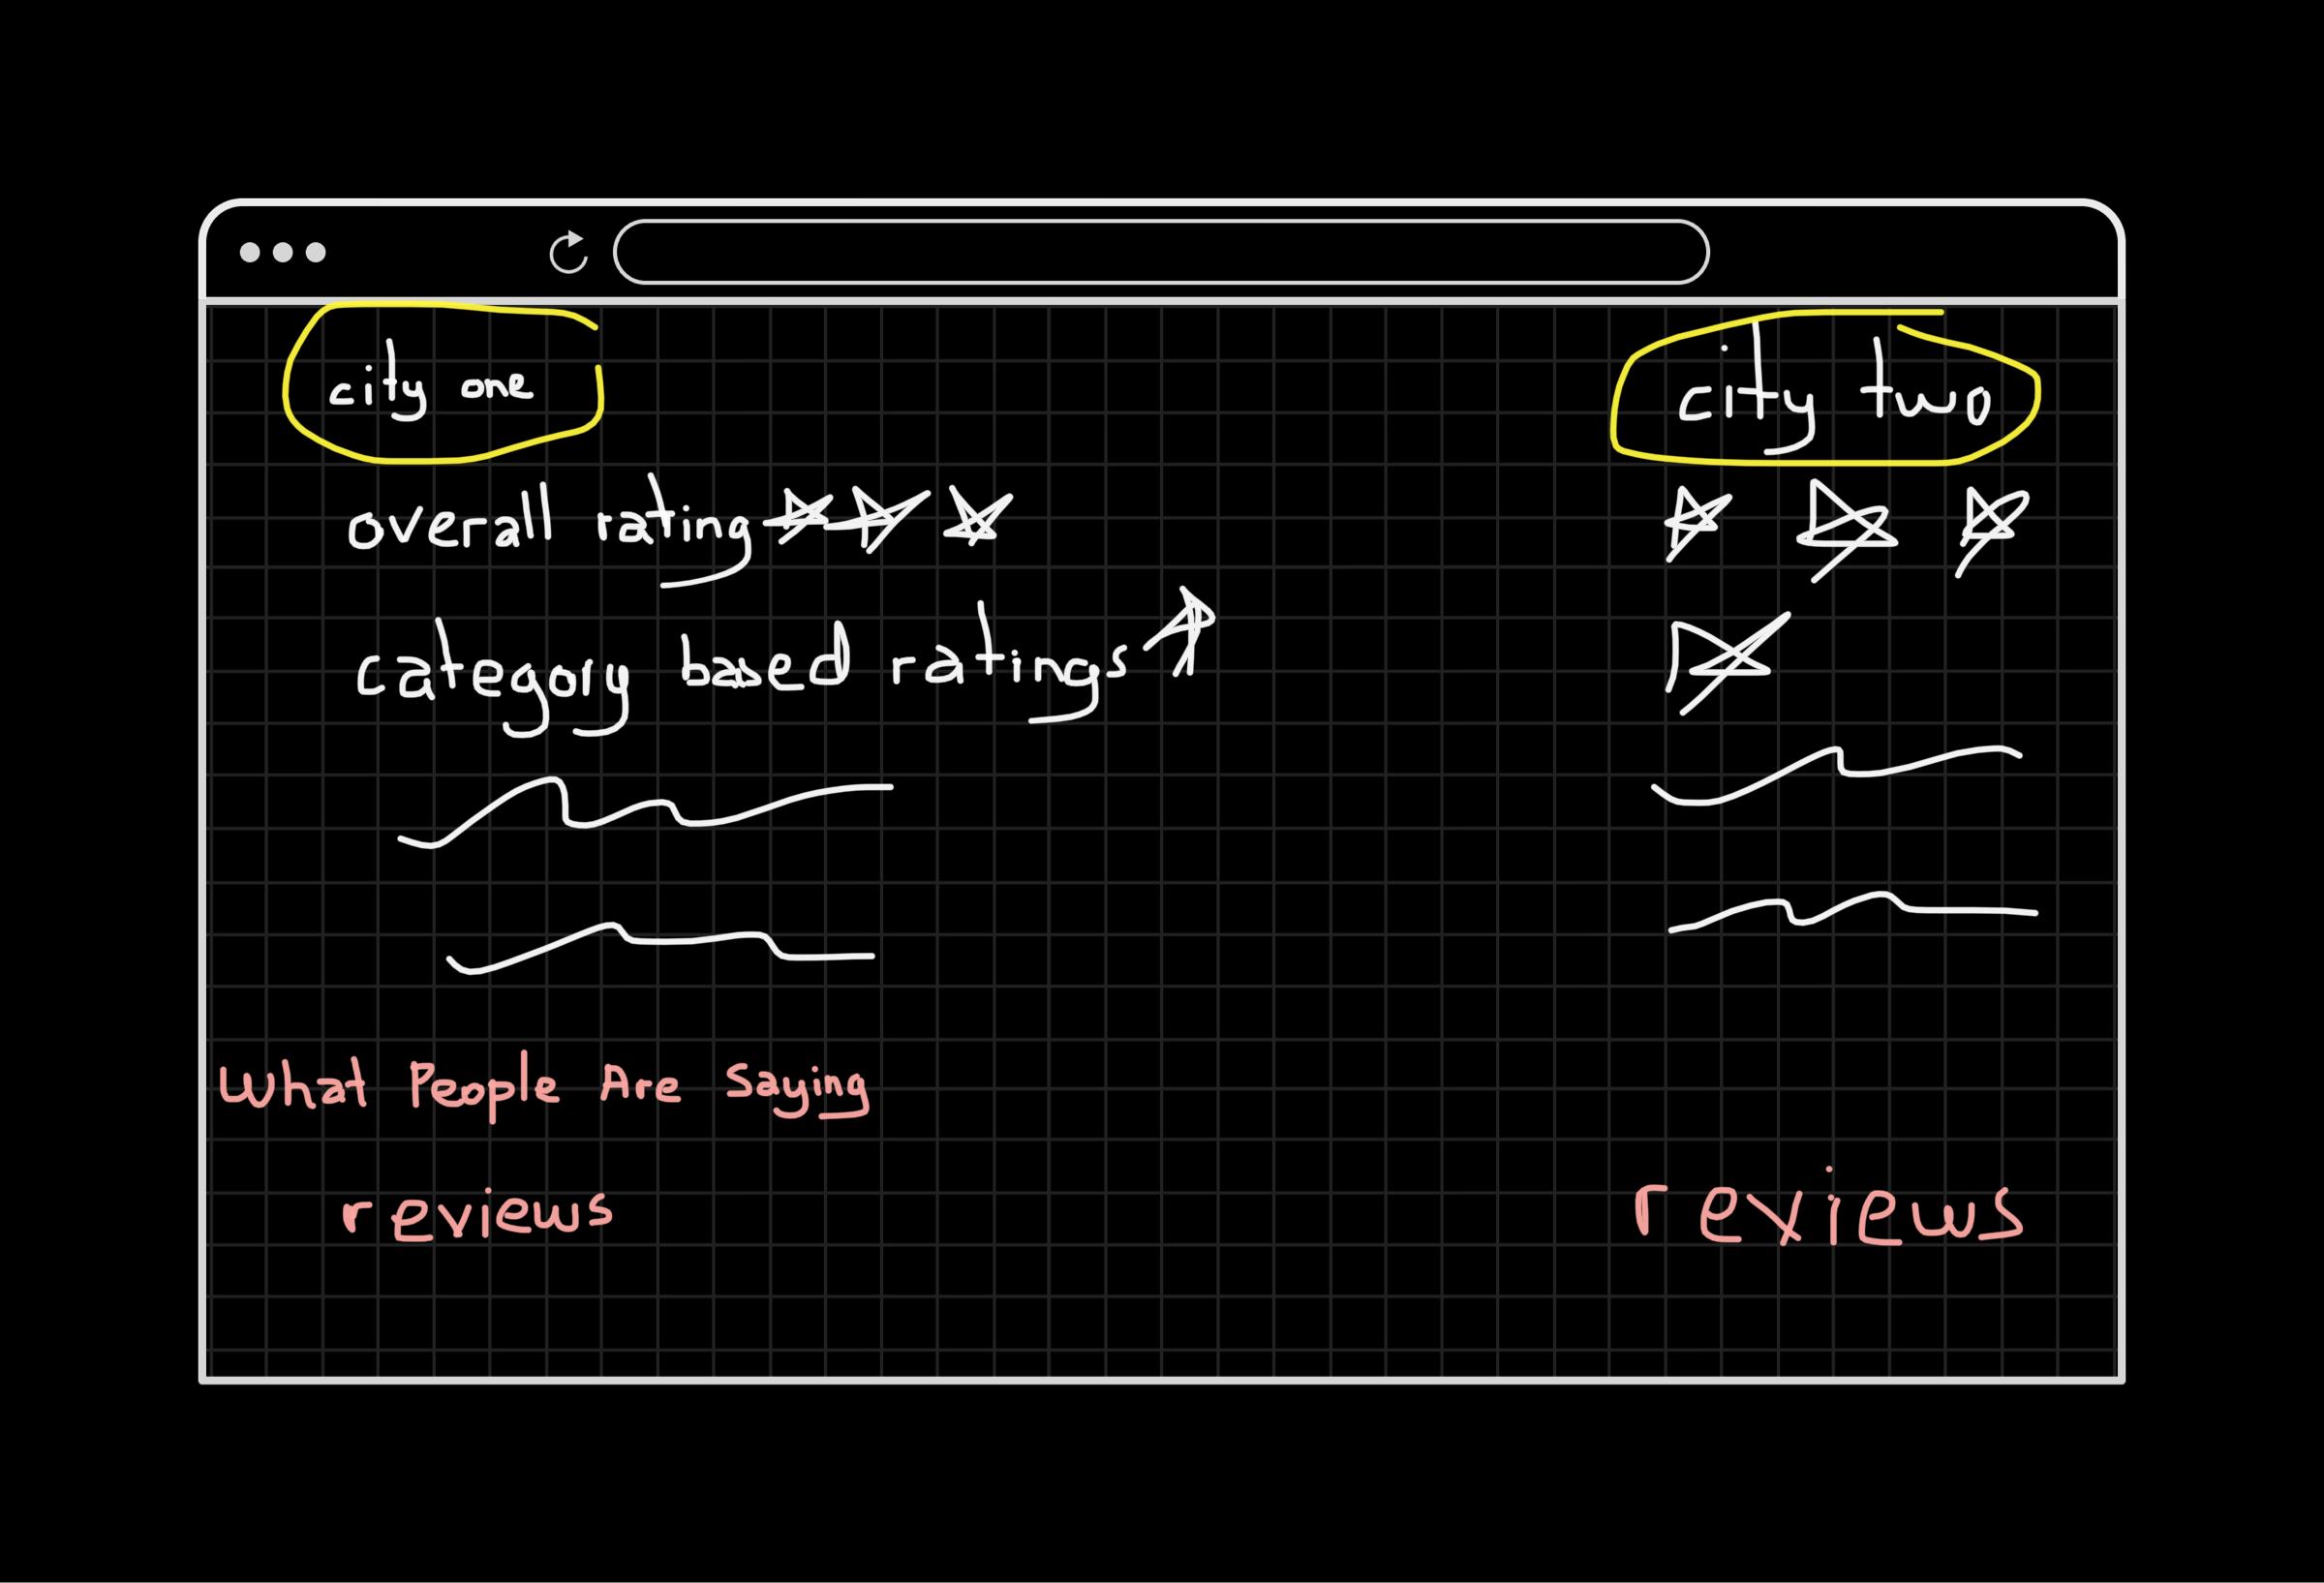 city one
city two
overall rating
category based ratings
What People Are Saying
reviews
reviews